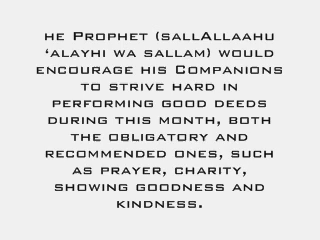 he Prophet (sallAllaahu
‘alayhi wa sallam) would
encourage his Companions
to strive hard in
performing good deeds
during this month, both
the obligatory and
recommended ones, such
as prayer, charity,
showing goodness and
kindness.